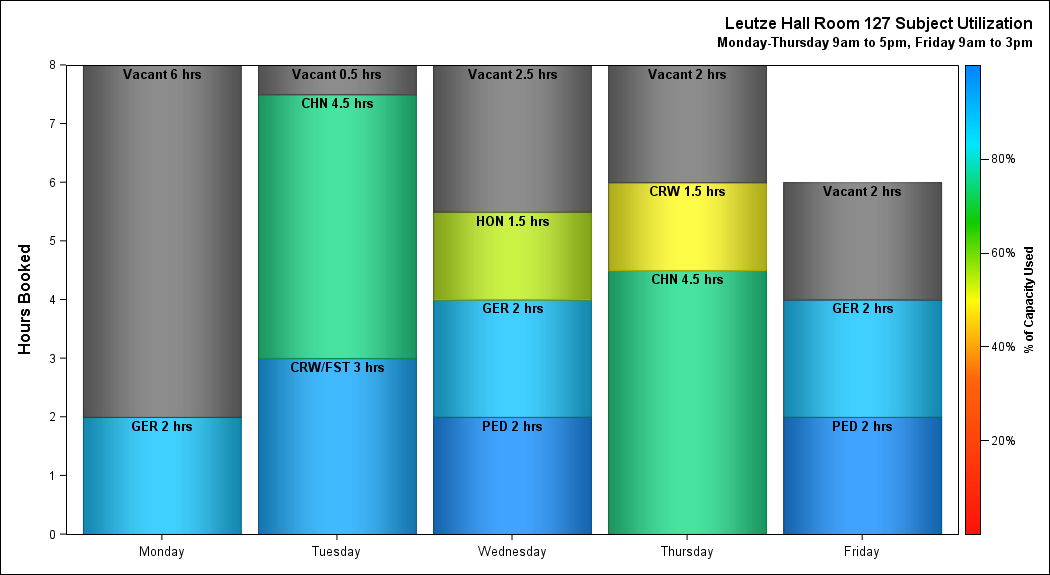 Leutze Hall Room 127 Subject Utilization
Monday-Thursday 9am to 5pm, Friday 9am to 3pm
Hours Booked
8
7
6
5
4
3
2
1
0
Vacant 6 hrs
GER 2 hrs
Vacant 0.5 hrs
CHN 4.5 hrs
CRW/FST 3 hrs
Vacant 2.5 hrs
HON 1.5 hrs
GER 2 hrs
PED 2 hrs
Vacant 2 hrs
CRW 1.5 hrs
CHN 4.5 hrs
Vacant 2 hrs
GER 2 hrs
PED 2 hrs
Monday
Tuesday
Wednesday
Thursday
Friday
80%
60%
40%
20%
% of Capacity Used